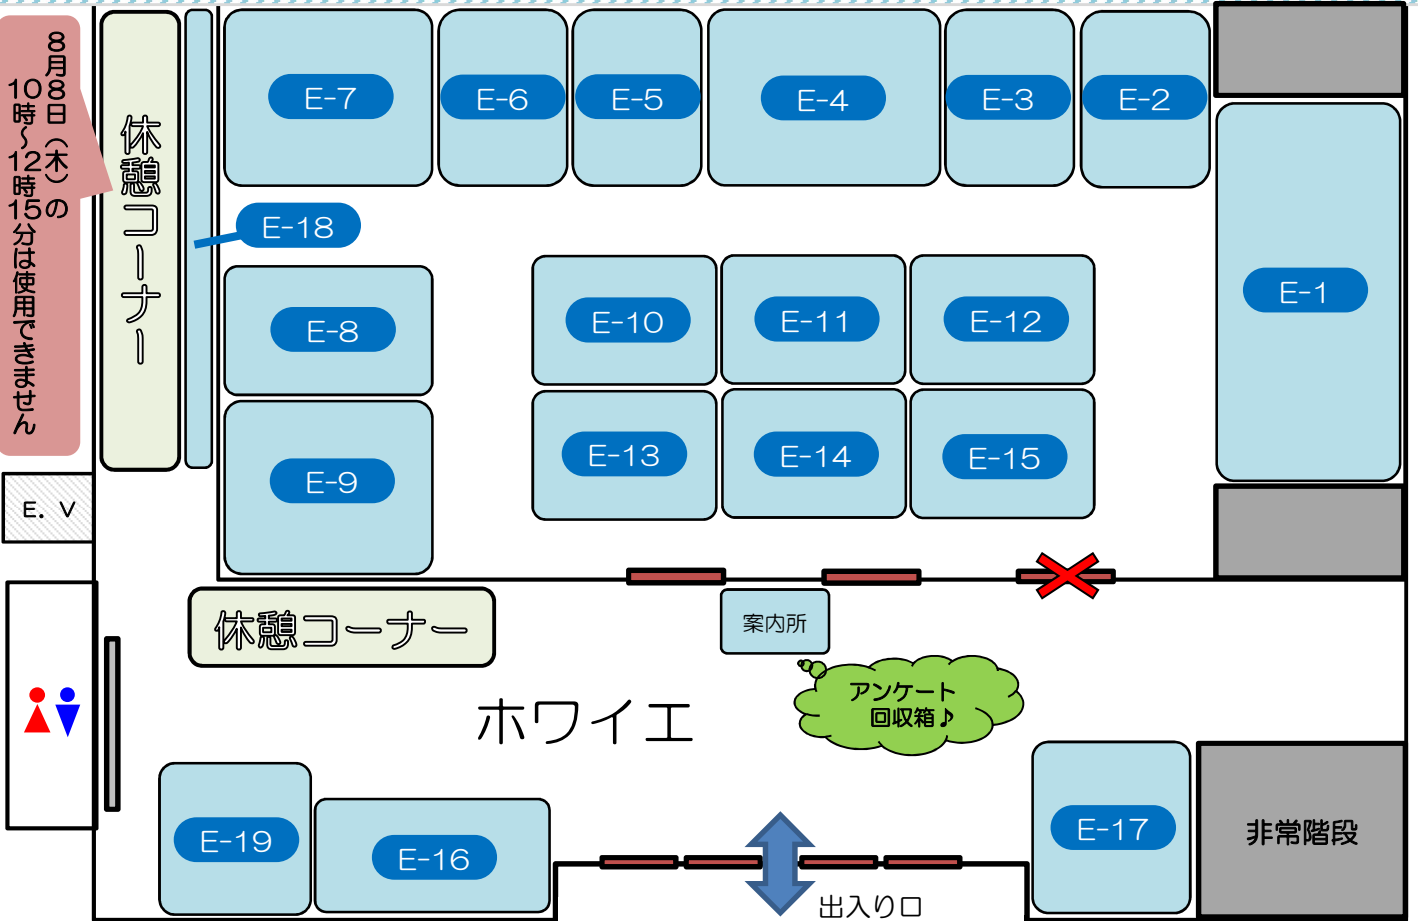 8月8日（木）の
10時～12時15分は使用できません
休憩コーナー
E-7
E-6
E-5
E-4
E-3
E-2
E-18
E-1
E-8
E-10
E-11
E-12
E-9
E-13
E-14
E-15
E. V
休憩コーナー
案内所
アンケート
回収箱♪
ホワイエ
E-19
E-16
E-17
非常階段
出入り口